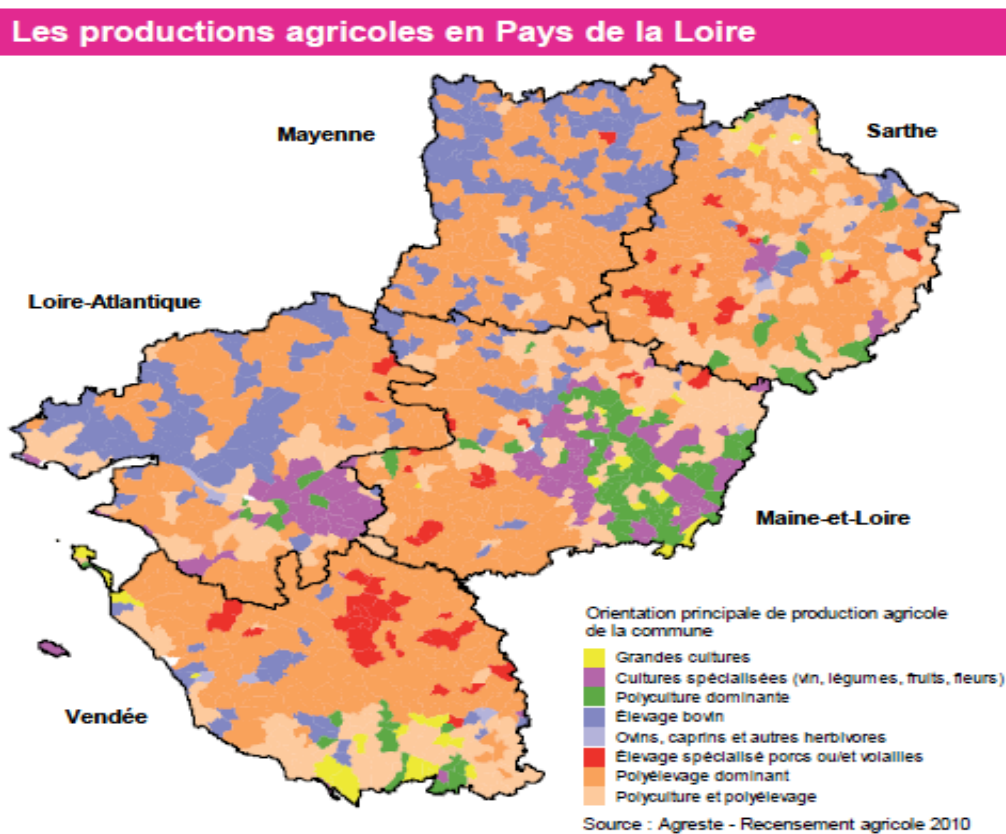 Les productions agricoles en Pays de la Loire
Mayenne
Sarthe
Loire-Atlantique
Maine-et-Loire
Vendée
Orientation principale de production agricole
de la commune
Grandes cultures
Cultures spécialisées (vin, légumes, fruits, fleurs)
Polyculture dominante
Élevage bovin
Ovins, caprins et autres herbivores
Élevage spécialisé porcs ou/et volailles
Polyélevage dominant
Polyculture et polyélevage
Source : Agreste - Recensement agricole 2010